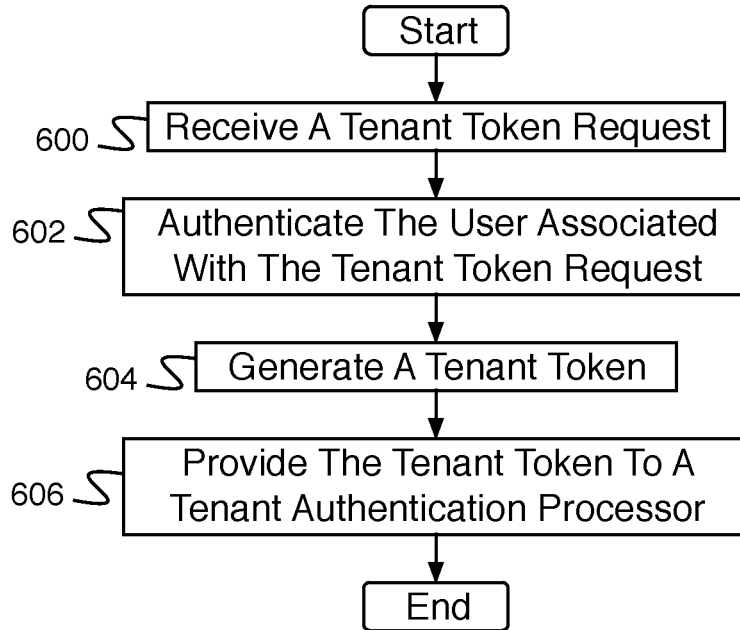 Start
600
Receive A Tenant Token Request
602
Authenticate The User Associated
With The Tenant Token Request
604
Generate A Tenant Token
606
Provide The Tenant Token To A
Tenant Authentication Processor
End